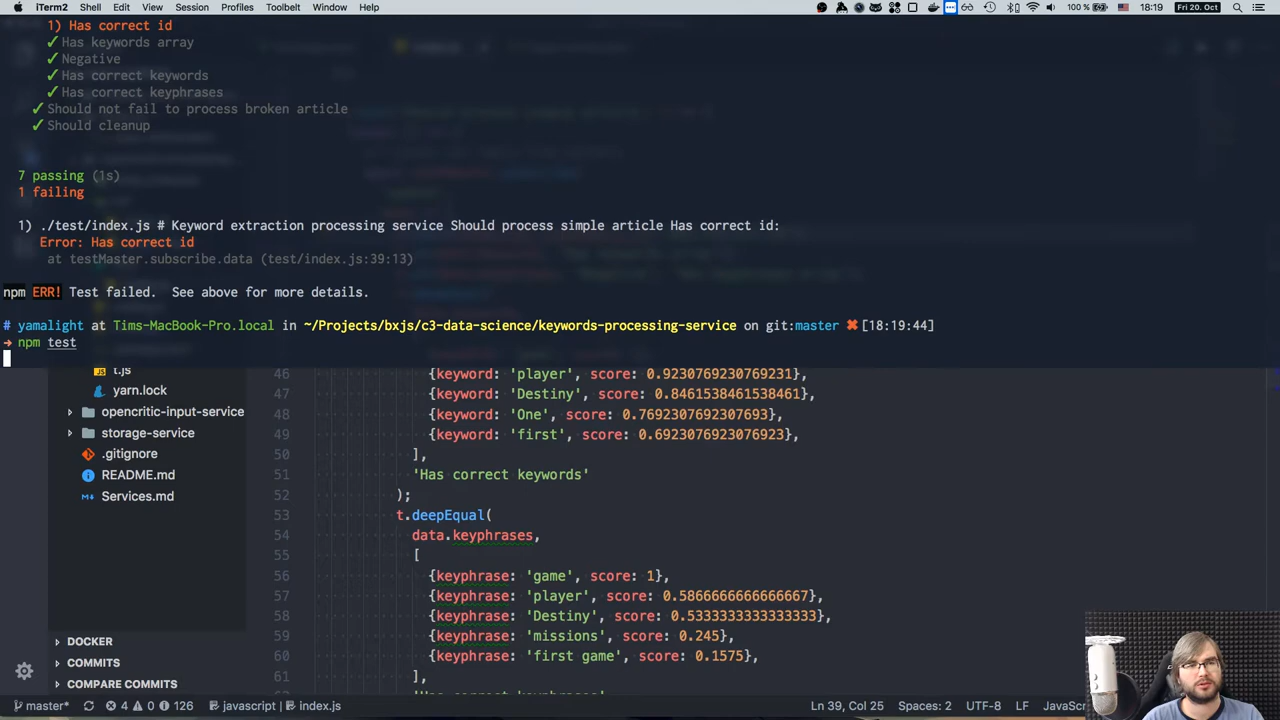 iTerm2 Shell Edit View Session Profiles Toolbelt Window Help 100 % 18:19 Fri 20. Oct
1) Has correct id
✓ Has keywords array
✓ Negative
✓ Has correct keywords
✓ Has correct keyphrases
✓ Should not fail to process broken article
✓ Should cleanup
7 passing (1s)
1 failing
1) ./test/index.js # Keyword extraction processing service Should process simple article Has correct id:
Error: Has correct id
at testMaster.subscribe.data (test/index.js:39:13)
npm ERR! Test failed.  See above for more details.
# yamalight at Tims-MacBook-Pro.local in ~/Projects/bxjs/c3-data-science/keywords-processing-service on git:master ✖ [18:19:44]
→ npm test
t.js
yarn.lock
opencritic-input-service
storage-service
.gitignore
README.md
Services.md
DOCKER
COMMITS
COMPARE COMMITS
46 {keyword: 'player', score: 0.9230769230769231},
47 {keyword: 'Destiny', score: 0.8461538461538461},
48 {keyword: 'One', score: 0.7692307692307693},
49 {keyword: 'first', score: 0.6923076923076923},
50 ],
51 'Has correct keywords'
52 );
53 t.deepEqual(
54 data.keyphrases,
55 [
56 {keyphrase: 'game', score: 1},
57 {keyphrase: 'player', score: 0.5866666666666667},
58 {keyphrase: 'Destiny', score: 0.5333333333333333},
59 {keyphrase: 'missions', score: 0.245},
60 {keyphrase: 'first game', score: 0.1575},
61 ],
master* 4 0 126 javascript | index.js Ln 39, Col 25 Spaces: 2 UTF-8 LF JavaSc